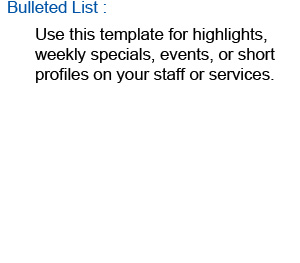 Bulleted List :
Use this template for highlights,
weekly specials, events, or short
profiles on your staff or services.